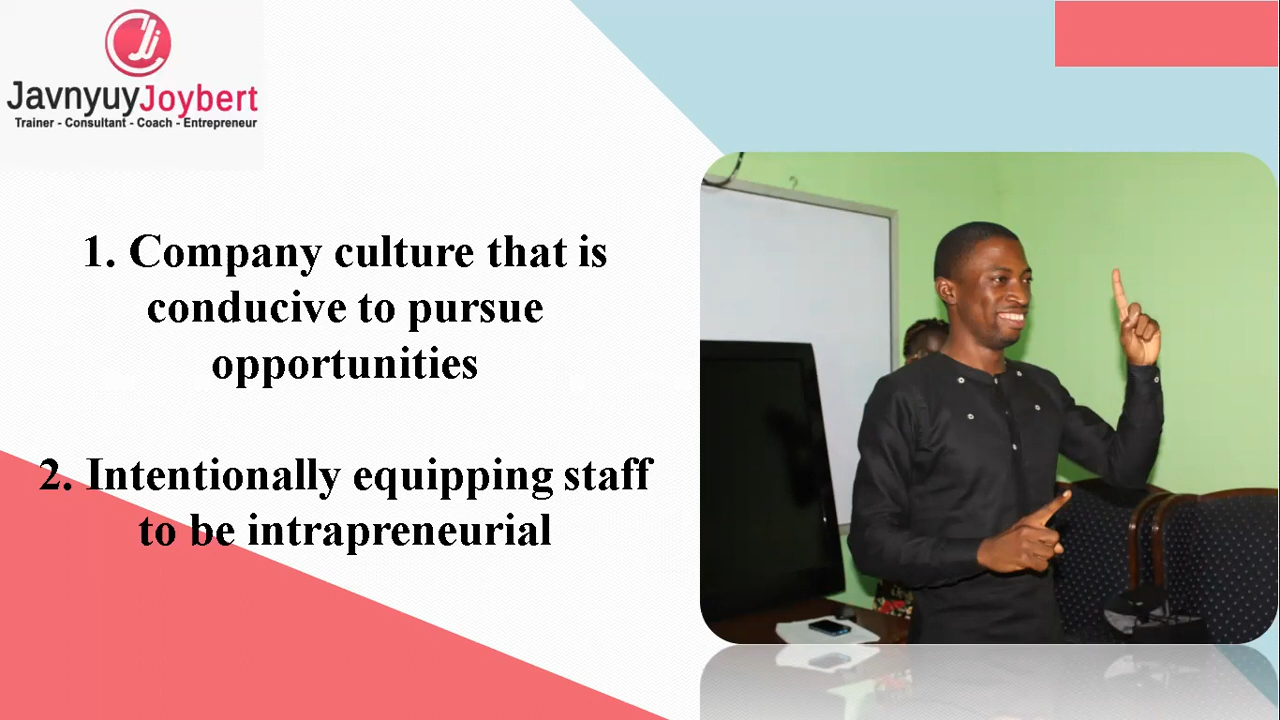 JavnyuyJoybert
Trainer - Consultant - Coach - Entrepreneur
1. Company culture that is
conducive to pursue
opportunities
2. Intentionally equipping staff
to be intrapreneurial